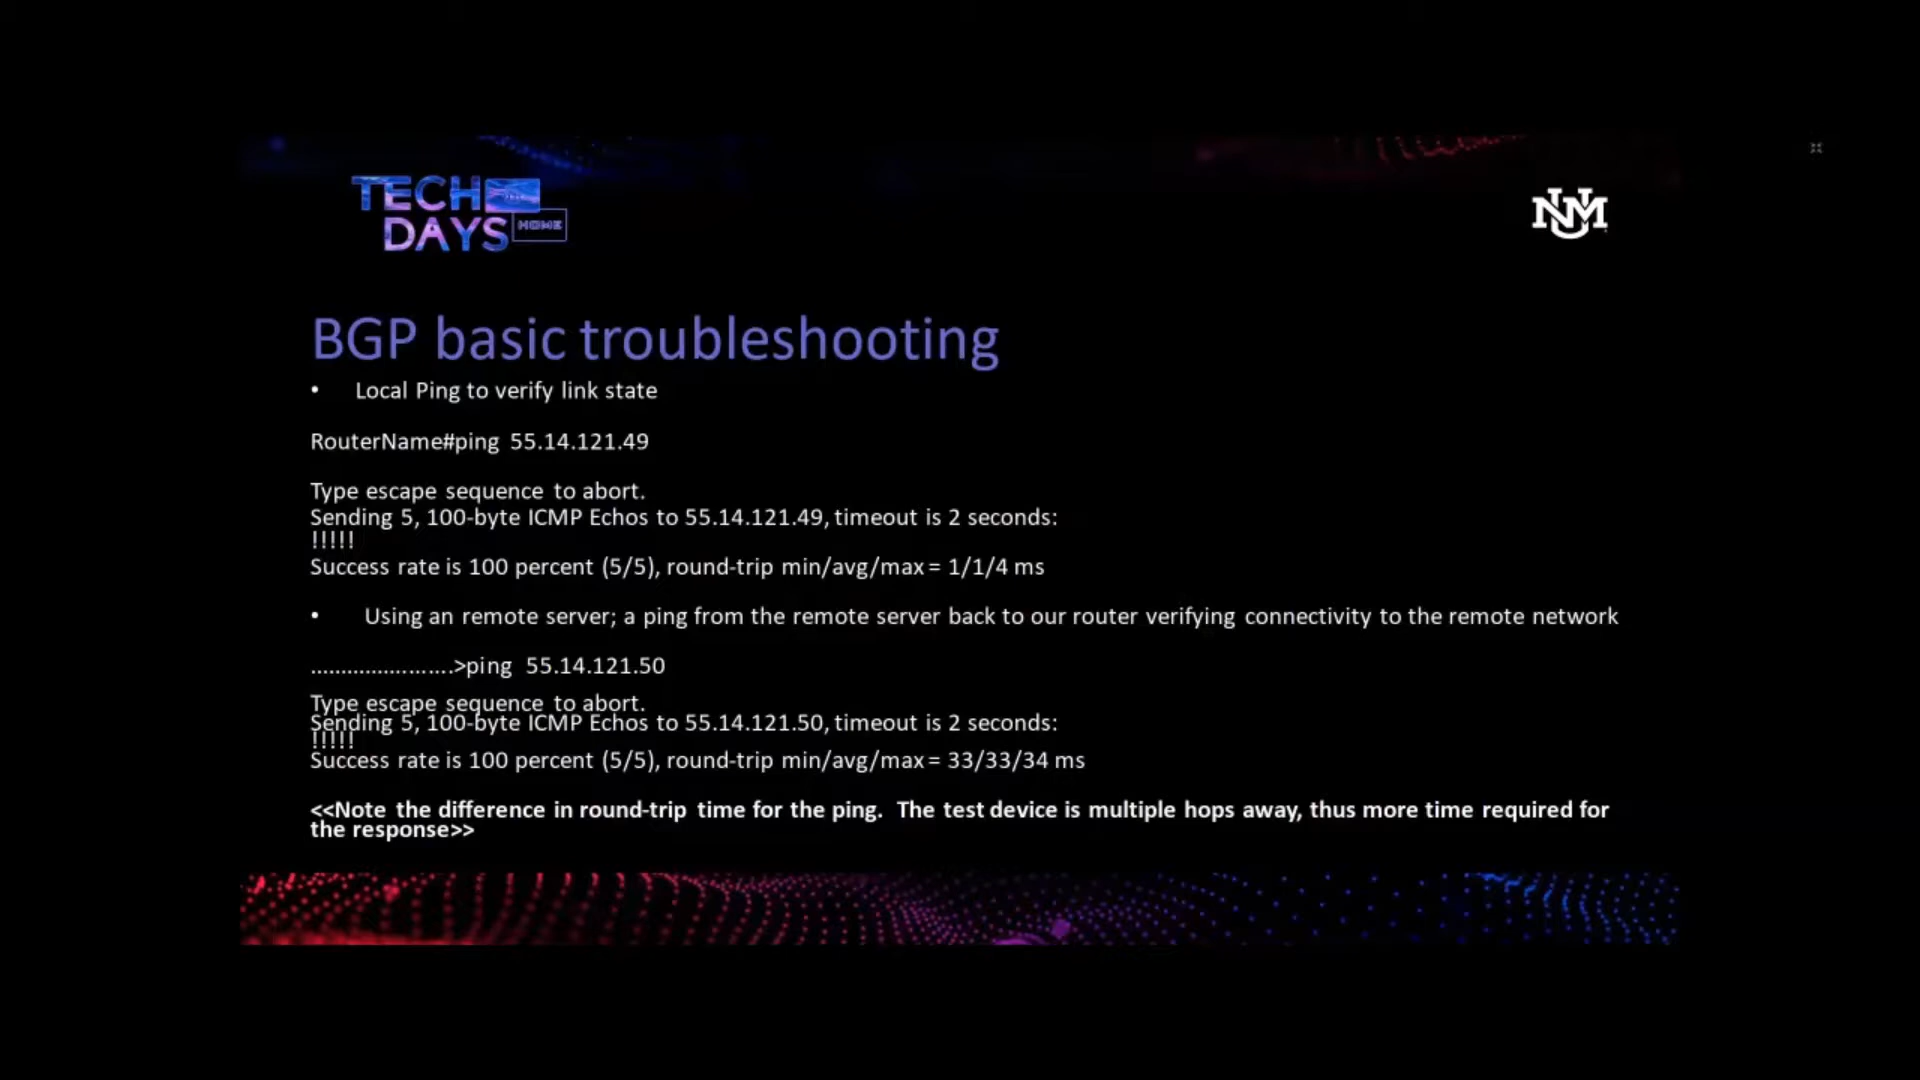 TECH
DAYS HOME
UNM
BGP basic troubleshooting
• Local Ping to verify link state
RouterName#ping 55.14.121.49
Type escape sequence to abort.
Sending 5, 100-byte ICMP Echos to 55.14.121.49, timeout is 2 seconds:
!!!!!
Success rate is 100 percent (5/5), round-trip min/avg/max = 1/1/4 ms
• Using an remote server; a ping from the remote server back to our router verifying connectivity to the remote network
........................>ping 55.14.121.50
Type escape sequence to abort.
Sending 5, 100-byte ICMP Echos to 55.14.121.50, timeout is 2 seconds:
!!!!!
Success rate is 100 percent (5/5), round-trip min/avg/max = 33/33/34 ms
<<Note the difference in round-trip time for the ping. The test device is multiple hops away, thus more time required for
the response>>